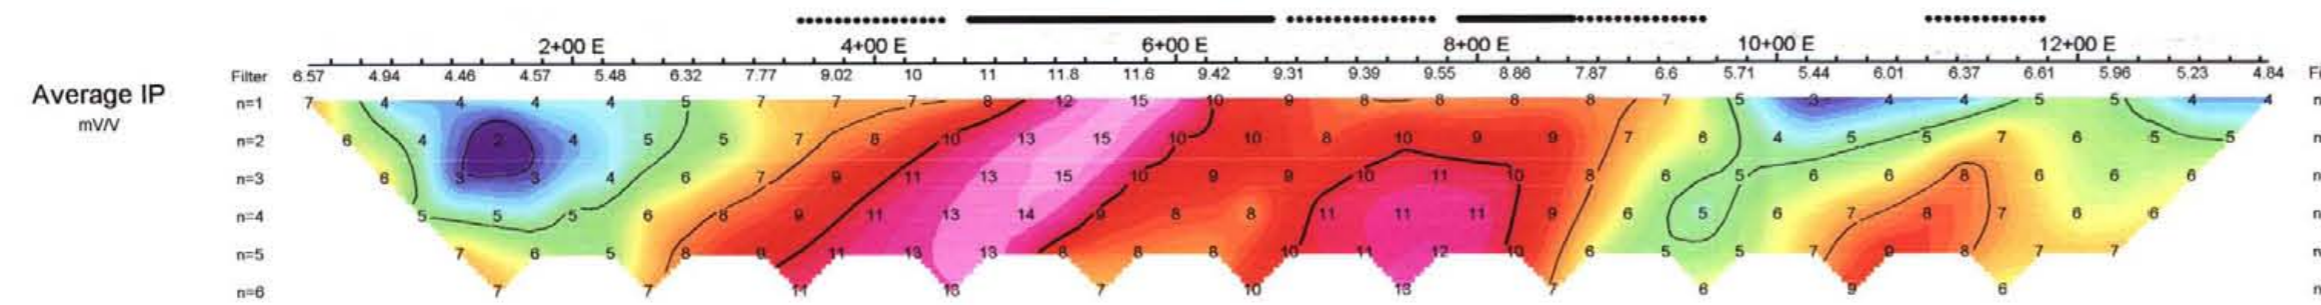 2+00 E 4+00 E 6+00 E 8+00 E 10+00 E 12+00 E
Average IP
mV/V
Filter 6.57 4.94 4.46 4.57 5.48 6.32 7.77 9.02 10 11 11.8 11.6 9.42 9.31 9.39 9.55 8.86 7.87 6.6 5.71 5.44 6.01 6.37 6.61 5.96 5.23 4.84
n=1 7 4 4 4 4 5 7 7 7 8 12 15 10 9 8 8 8 8 7 5 3 4 4 5 5 4 4
n=2 6 4 2 4 5 5 7 8 10 13 15 10 10 8 10 9 9 7 6 4 5 5 7 6 5 5
n=3 6 3 3 4 6 7 9 11 13 15 10 9 9 10 11 10 8 6 5 6 6 8 6 6 6
n=4 5 5 5 6 8 9 11 13 14 9 8 8 11 11 11 9 6 5 6 7 8 7 6 6
n=5 7 6 5 8 9 11 13 13 8 8 8 10 11 12 10 6 5 5 7 9 8 7 7
n=6 7 7 11 13 7 10 13 7 6 9 6